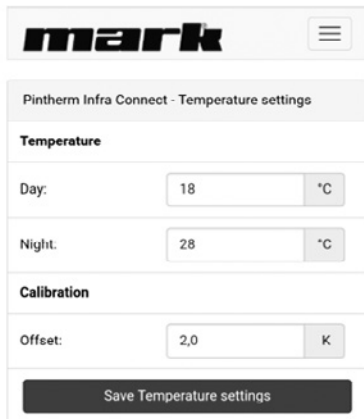 mark
Pintherm Infra Connect - Temperature settings
Temperature
Day: 18 °C
Night: 28 °C
Calibration
Offset: 2,0 K
Save Temperature settings